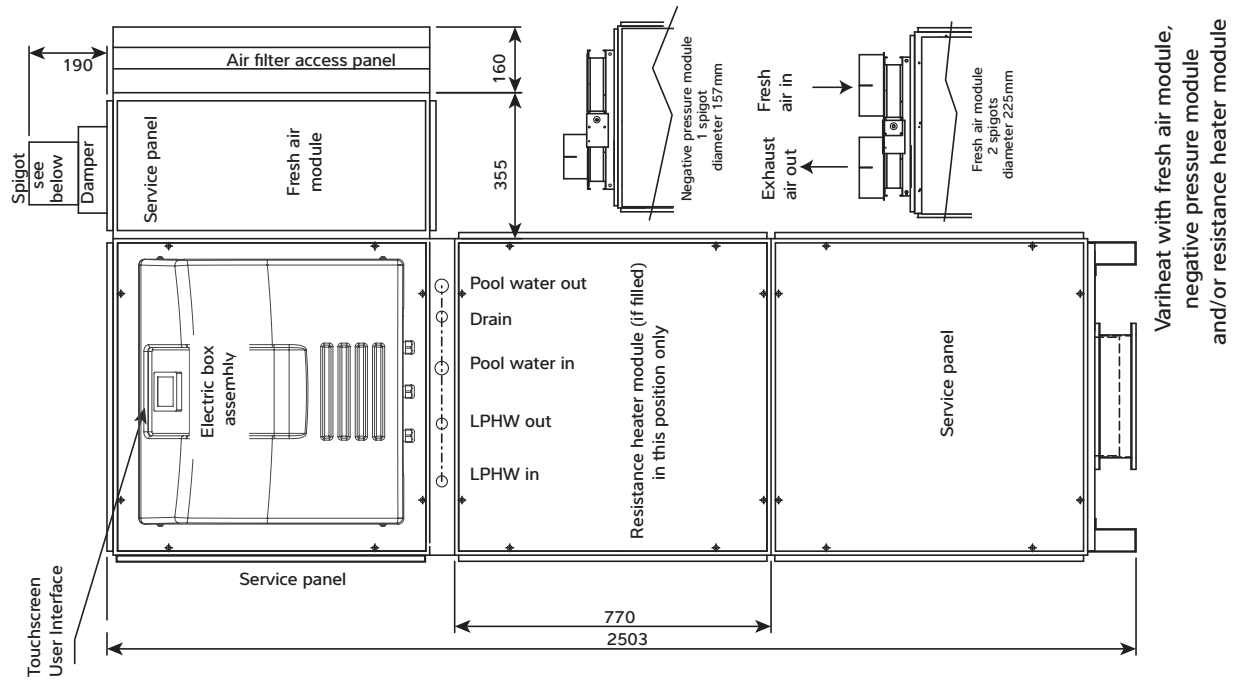 Spigot
see
below
Damper
190
Air filter access panel
160
Service panel
Fresh air
module
355
Negative pressure module
1 spigot
diameter 157mm
Fresh
air in
Exhaust
air out
Fresh air module
2 spigots
diameter 225mm
Electric box
assembly
Pool water out
Drain
Pool water in
LPHW out
LPHW in
Resistance heater module (if filled)
in this position only
Service panel
Service panel
Touchscreen
User Interface
770
2503
Variheat with fresh air module,
negative pressure module
and/or resistance heater module